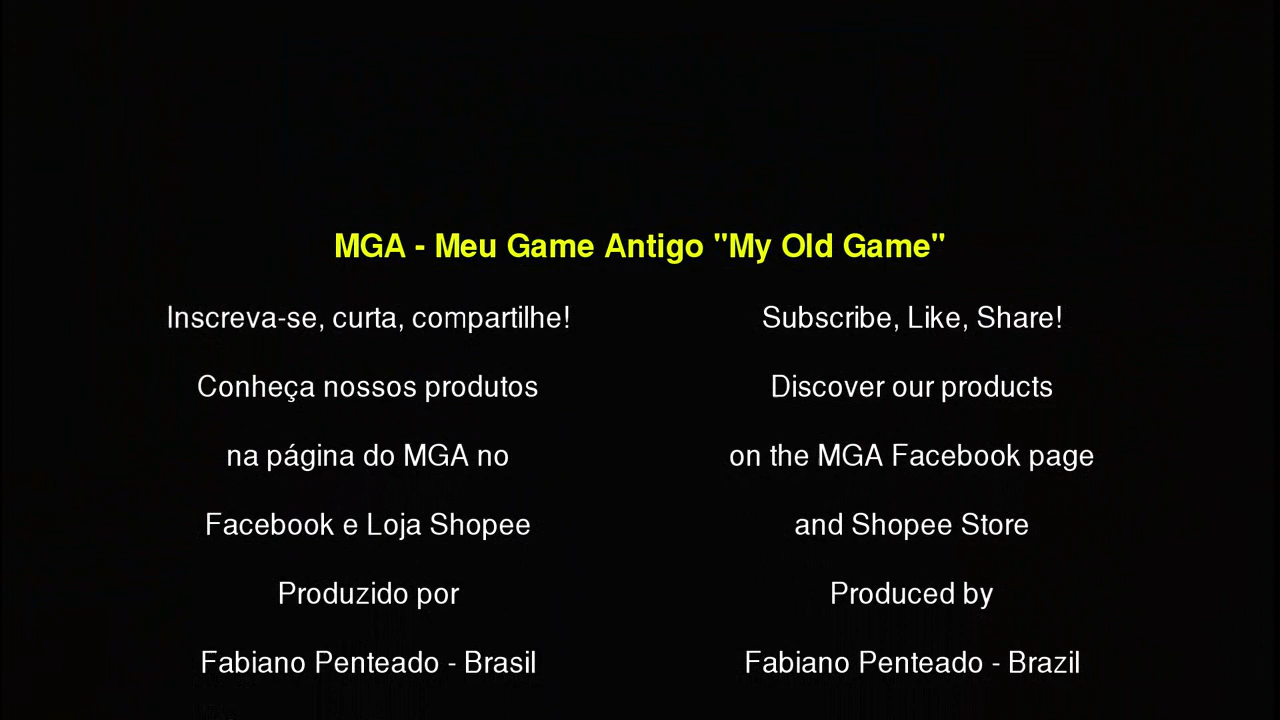 MGA - Meu Game Antigo "My Old Game"
Inscreva-se, curta, compartilhe!
Conheça nossos produtos
na página do MGA no
Facebook e Loja Shopee
Produzido por
Fabiano Penteado - Brasil
Subscribe, Like, Share!
Discover our products
on the MGA Facebook page
and Shopee Store
Produced by
Fabiano Penteado - Brazil